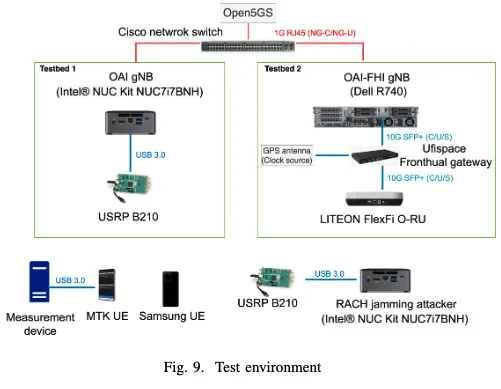 Open5GS
Cisco netwrok switch
1G RJ45 (NG-C/NG-U)
Testbed 1
OAI gNB
(Intel® NUC Kit NUC7i7BNH)
USB 3.0
USRP B210
Testbed 2
OAI-FHI gNB
(Dell R740)
10G SFP+ (C/U/S)
GPS antenna
(Clock source)
Ufispace
Fronthual gateway
10G SFP+ (C/U/S)
LITEON FlexFi O-RU
USB 3.0
Measurement
device
MTK UE
Samsung UE
USRP B210
USB 3.0
RACH jamming attacker
(Intel® NUC Kit NUC7i7BNH)
Fig. 9. Test environment